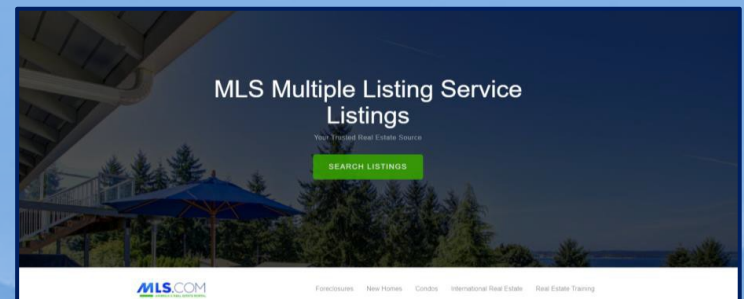 MLS Multiple Listing Service
Listings
Your Trusted Real Estate Source
SEARCH LISTINGS
MLS.COM
Foreclosures New Homes Condos International Real Estate Real Estate Training